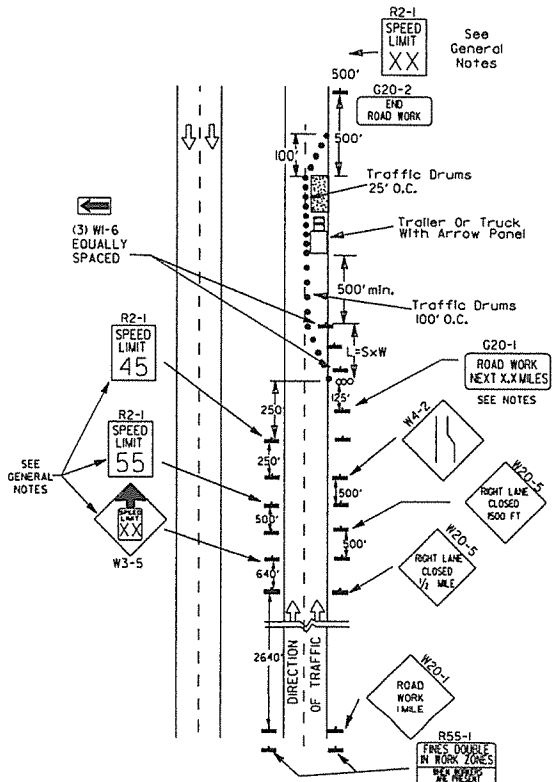 R2-1
SPEED
LIMIT
XX
See
General
Notes
500'
G20-2
END
ROAD WORK
500'
100'
Traffic Drums
25' O.C.
Trailer Or Truck
With Arrow Panel
(3) W1-6
EQUALLY
SPACED
500' min.
Traffic Drums
100' O.C.
R2-1
SPEED
LIMIT
45
L=SxW
G20-1
ROAD WORK
NEXT X.X MILES
SEE NOTES
125'
250'
W4-2
R2-1
SPEED
LIMIT
55
250'
500'
W20-5
RIGHT LANE
CLOSED
1500 FT
SEE
GENERAL
NOTES
500'
500'
W20-5
RIGHT LANE
CLOSED
1/2 MILE
SPEED
LIMIT
XX
W3-5
640'
2640'
DIRECTION
OF TRAFFIC
W20-1
ROAD
WORK
1 MILE
R55-1
FINES DOUBLE
IN WORK ZONES
WHEN WORKERS
ARE PRESENT